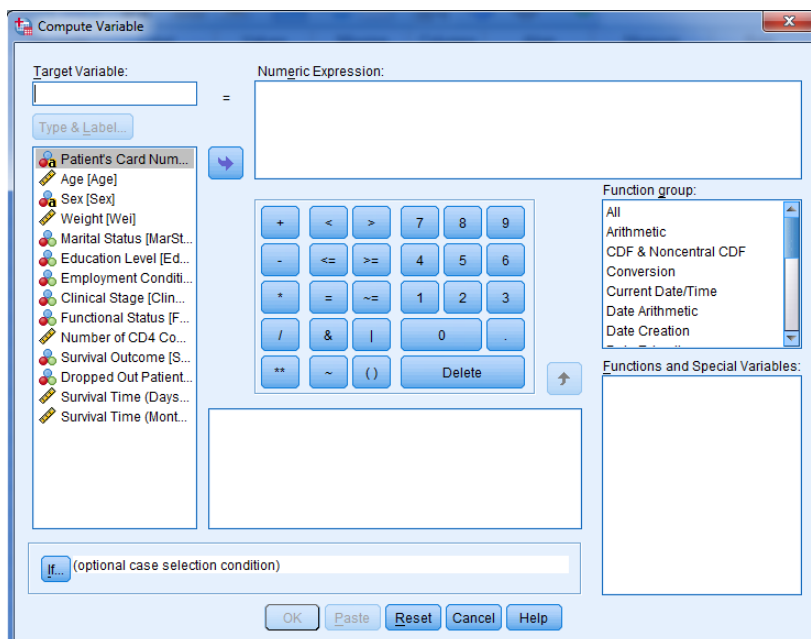 Compute Variable
Target Variable:
Numeric Expression:
=
Type & Label...
Patient's Card Num...
Age [Age]
Sex [Sex]
Weight [Wei]
Marital Status [MarSt...
Education Level [Ed...
Employment Conditi...
Clinical Stage [Clin...
Functional Status [F...
Number of CD4 Co...
Survival Outcome [S...
Dropped Out Patient...
Survival Time (Days...
Survival Time (Mont...
+ < > 7 8 9
- <= >= 4 5 6
* = ~= 1 2 3
/ & | 0 .
** ~ ( ) Delete
Function group:
All
Arithmetic
CDF & Noncentral CDF
Conversion
Current Date/Time
Date Arithmetic
Date Creation
Functions and Special Variables:
If... (optional case selection condition)
OK Paste Reset Cancel Help